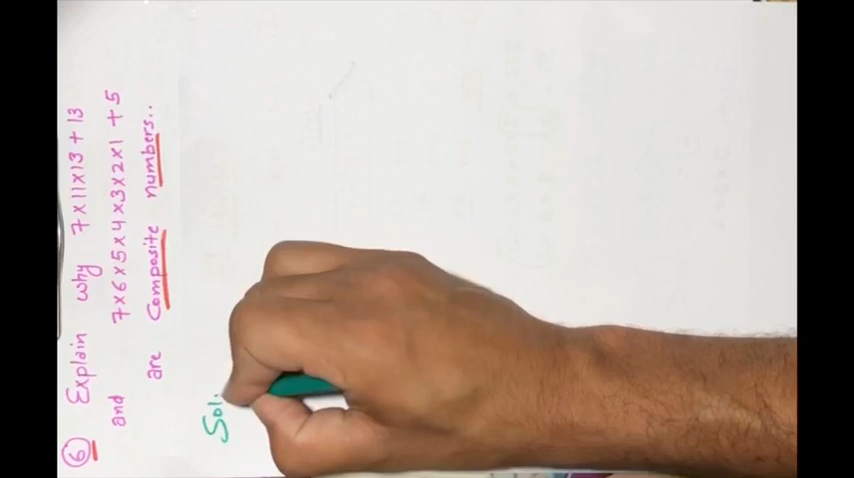 6 Explain why 7×11×13+13
and 7×6×5×4×3×2×1+5
are Composite numbers..
Sol.